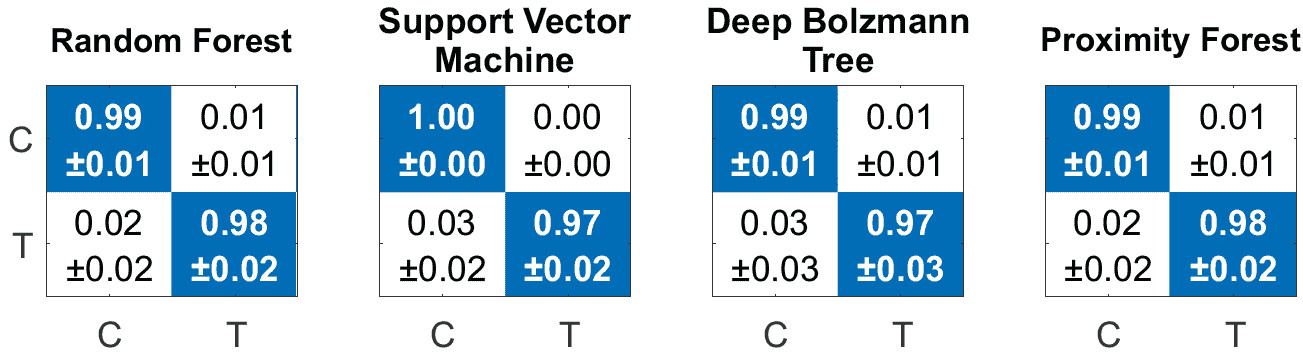 Random Forest
Support Vector
Machine
Deep Bolzmann
Tree
Proximity Forest
C
T
0.99 0.01
±0.01 ±0.01
0.02 0.98
±0.02 ±0.02
C T
1.00 0.00
±0.00 ±0.00
0.03 0.97
±0.02 ±0.02
C T
0.99 0.01
±0.01 ±0.01
0.03 0.97
±0.03 ±0.03
C T
0.99 0.01
±0.01 ±0.01
0.02 0.98
±0.02 ±0.02
C T